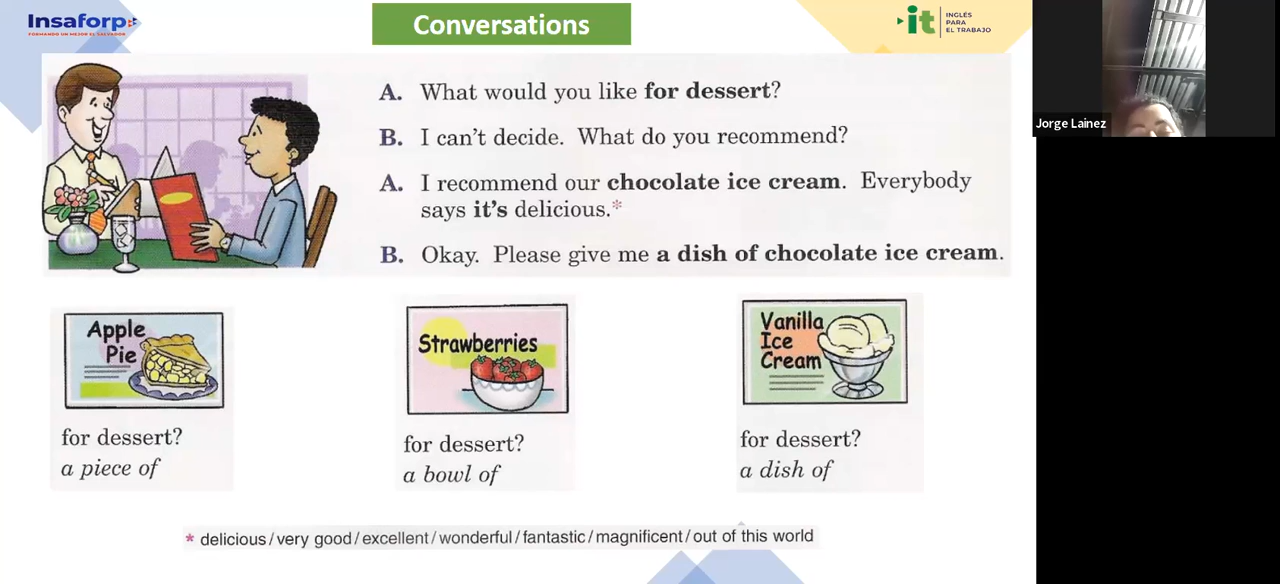 Insaforp
FORMANDO UN MEJOR EL SALVADOR
Conversations
it
INGLÉS
PARA
EL TRABAJO
Jorge Lainez
A. What would you like for dessert?
B. I can't decide. What do you recommend?
A. I recommend our chocolate ice cream. Everybody
says it's delicious.*
B. Okay. Please give me a dish of chocolate ice cream.
Apple
Pie
for dessert?
a piece of
Strawberries
for dessert?
a bowl of
Vanilla
Ice
Cream
for dessert?
a dish of
* delicious/very good/excellent/wonderful/fantastic/magnificent/out of this world